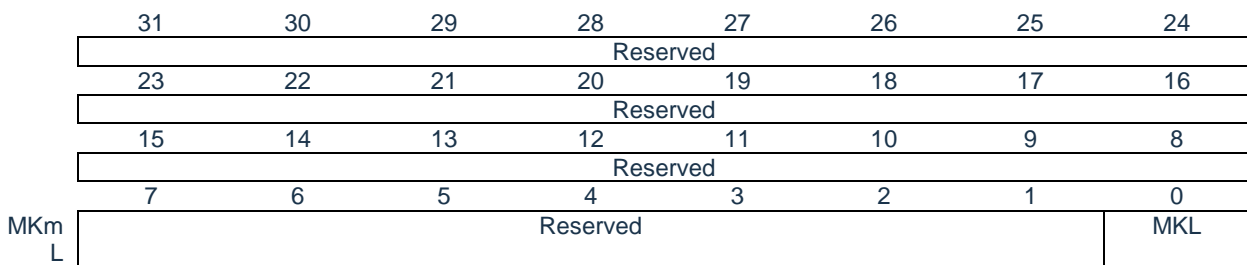 31 30 29 28 27 26 25 24
Reserved
23 22 21 20 19 18 17 16
Reserved
15 14 13 12 11 10 9 8
Reserved
7 6 5 4 3 2 1 0
MKm Reserved MKL
L